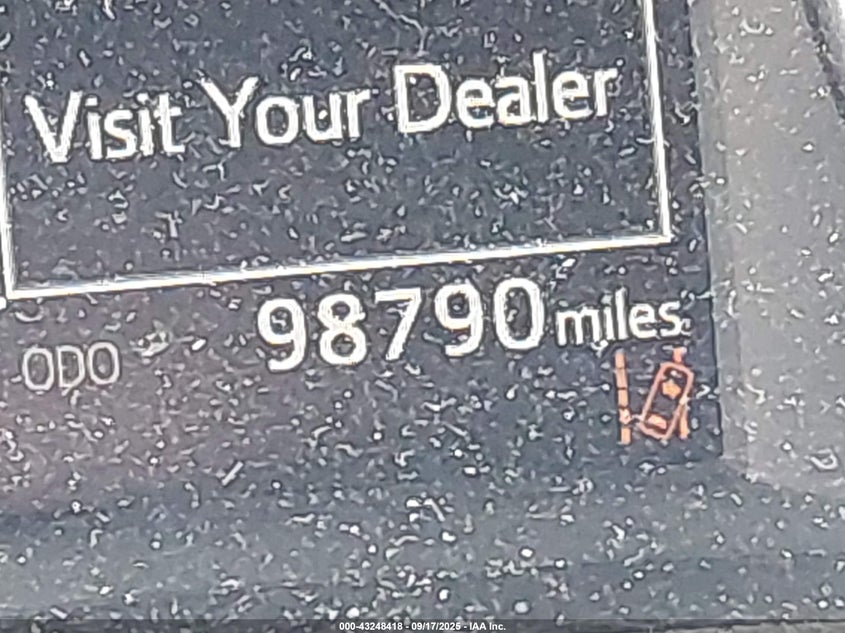 Visit Your Dealer
ODO 98790 miles
000-43248418 - 09/17/2025 - IAA Inc.